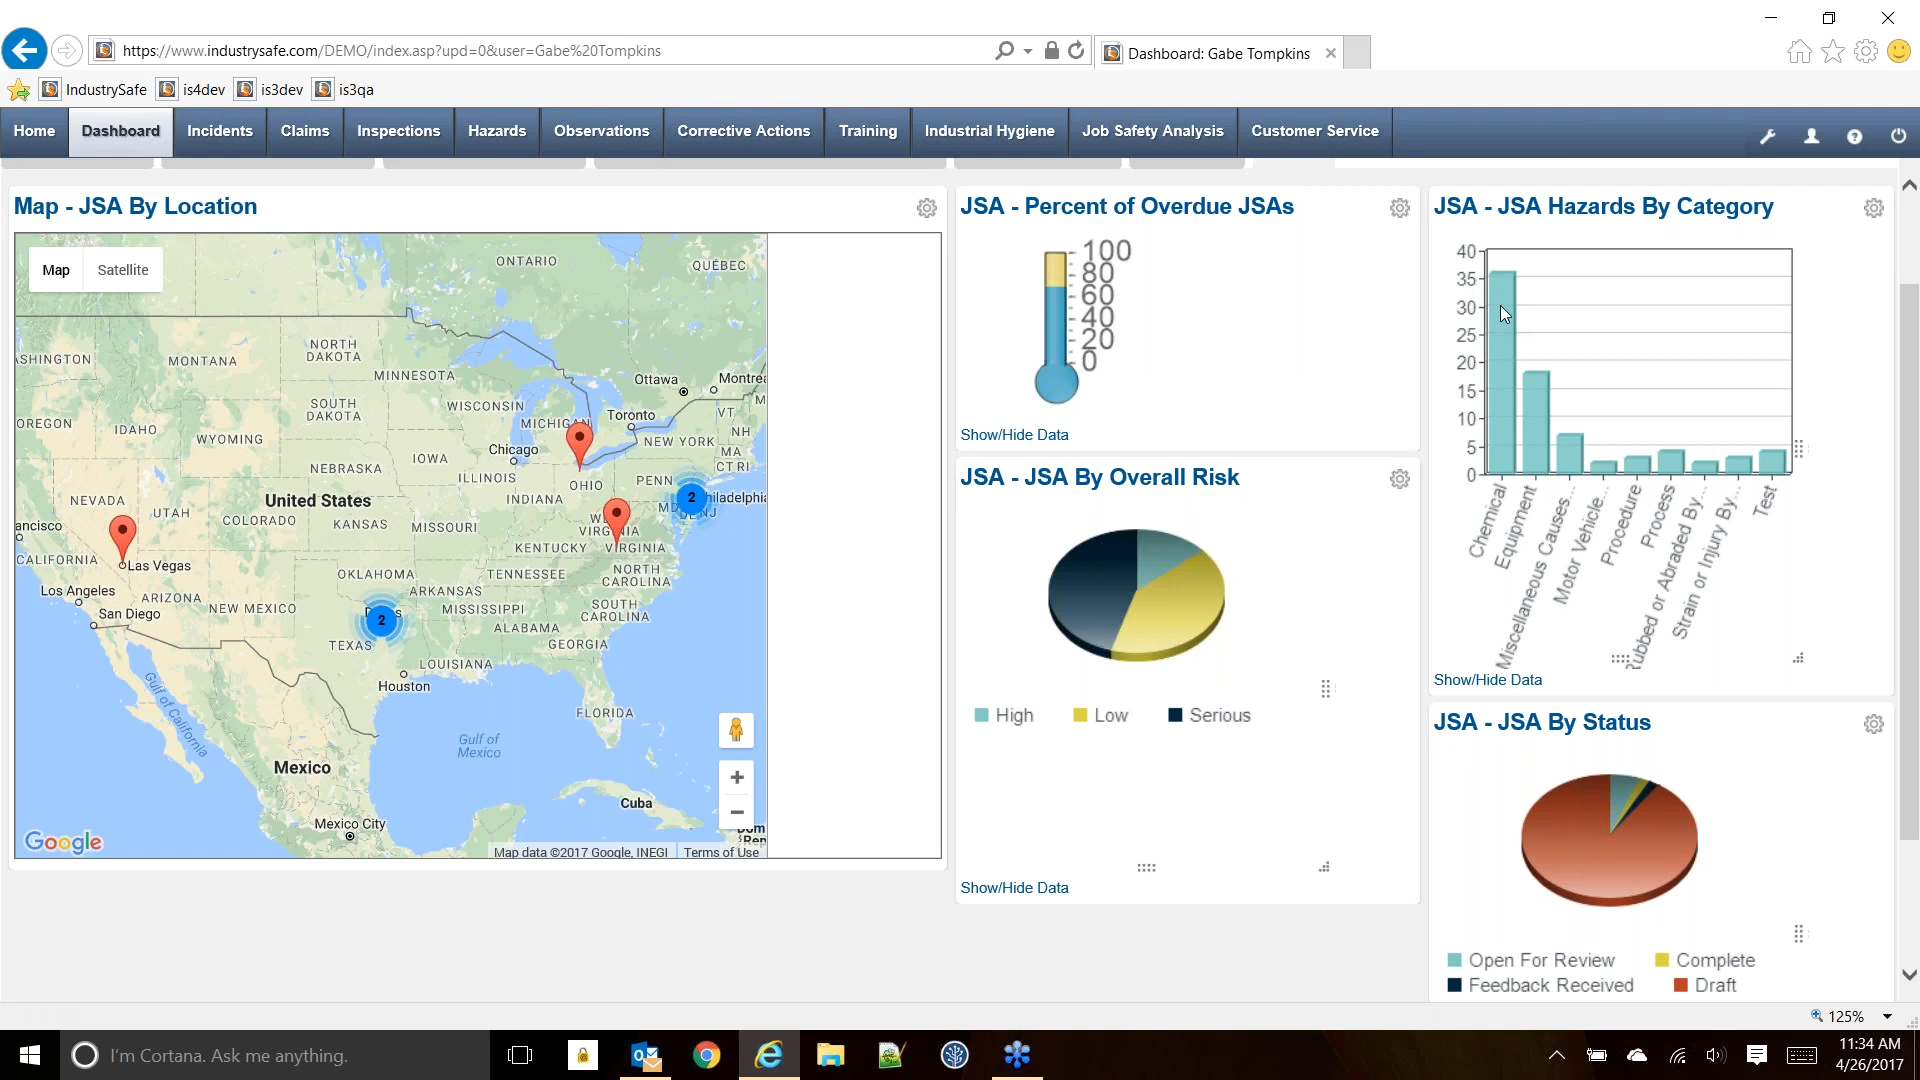 https://www.industrysafe.com/DEMO/index.asp?upd=0&user=Gabe%20Tompkins
Dashboard: Gabe Tompkins
IndustrySafe is4dev is3dev is3qa
Home Dashboard Incidents Claims Inspections Hazards Observations Corrective Actions Training Industrial Hygiene Job Safety Analysis Customer Service
Map - JSA By Location
Map Satellite
ONTARIO
QUÉBEC
NORTH DAKOTA
MONTANA
MINNESOTA
Ottawa
SOUTH DAKOTA
WISCONSIN
Toronto
VT
OREGON
IDAHO
WYOMING
NEW YORK
NH
MA
CT RI
Chicago
IOWA
NEBRASKA
ILLINOIS
INDIANA
OHIO
PENN
2
NEVADA
UTAH
United States
COLORADO
KANSAS
MISSOURI
VIRGINIA
KENTUCKY
VIRGINIA
CALIFORNIA
Las Vegas
Los Angeles
ARIZONA
NEW MEXICO
OKLAHOMA
TENNESSEE
NORTH CAROLINA
San Diego
ARKANSAS
MISSISSIPPI
SOUTH CAROLINA
2
ALABAMA
TEXAS
GEORGIA
LOUISIANA
Houston
Gulf of California
FLORIDA
Gulf of Mexico
Mexico
Cuba
Mexico City
+
−
Google
Map data ©2017 Google, INEGI Terms of Use
JSA - Percent of Overdue JSAs
100
80
60
40
20
0
Show/Hide Data
JSA - JSA By Overall Risk
High Low Serious
Show/Hide Data
JSA - JSA Hazards By Category
40
35
30
25
20
15
10
5
0
Chemical
Equipment
Miscellaneous Causes...
Motor Vehicle...
Procedure
Process
Strain or Injury By...
Test
Show/Hide Data
JSA - JSA By Status
Open For Review Complete
Feedback Received Draft
125%
I'm Cortana. Ask me anything.
11:34 AM
4/26/2017